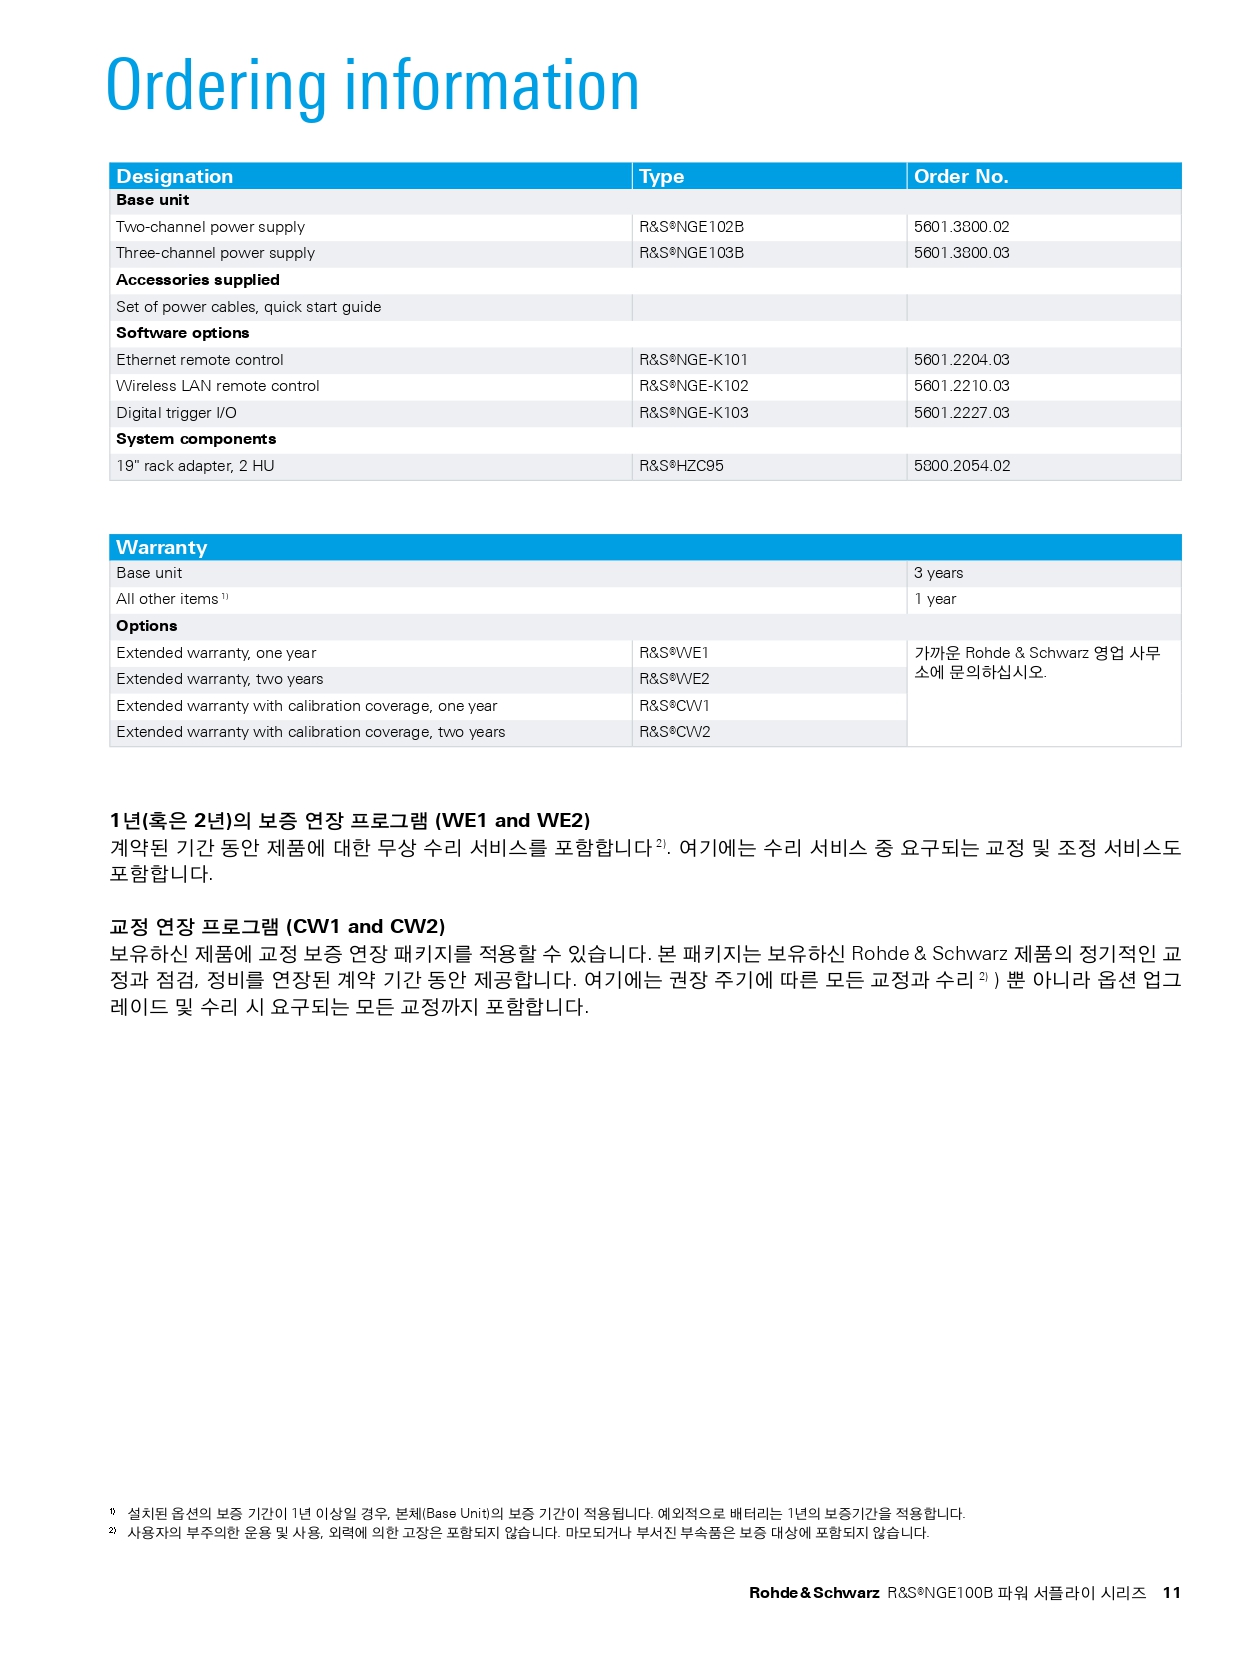 Ordering information
Designation Type Order No.
Base unit
Two-channel power supply R&S®NGE102B 5601.3800.02
Three-channel power supply R&S®NGE103B 5601.3800.03
Accessories supplied
Set of power cables, quick start guide
Software options
Ethernet remote control R&S®NGE-K101 5601.2204.03
Wireless LAN remote control R&S®NGE-K102 5601.2210.03
Digital trigger I/O R&S®NGE-K103 5601.2227.03
System components
19" rack adapter, 2 HU R&S®HZC95 5800.2054.02
Warranty
Base unit 3 years
All other items 1) 1 year
Options
Extended warranty, one year R&S®WE1 가까운 Rohde & Schwarz 영업 사무
소에 문의하십시오.
Extended warranty, two years R&S®WE2
Extended warranty with calibration coverage, one year R&S®CW1
Extended warranty with calibration coverage, two years R&S®CW2
1년(혹은 2년)의 보증 연장 프로그램 (WE1 and WE2)
계약된 기간 동안 제품에 대한 무상 수리 서비스를 포함합니다 2). 여기에는 수리 서비스 중 요구되는 교정 및 조정 서비스도
포함합니다.
교정 연장 프로그램 (CW1 and CW2)
보유하신 제품에 교정 보증 연장 패키지를 적용할 수 있습니다. 본 패키지는 보유하신 Rohde & Schwarz 제품의 정기적인 교
정과 점검, 정비를 연장된 계약 기간 동안 제공합니다. 여기에는 권장 주기에 따른 모든 교정과 수리 2) ) 뿐 아니라 옵션 업그
레이드 및 수리 시 요구되는 모든 교정까지 포함합니다.
1) 설치된 옵션의 보증 기간이 1년 이상일 경우, 본체(Base Unit)의 보증 기간이 적용됩니다. 예외적으로 배터리는 1년의 보증기간을 적용합니다.
2) 사용자의 부주의한 운용 및 사용, 외력에 의한 고장은 포함되지 않습니다. 마모되거나 부서진 부속품은 보증 대상에 포함되지 않습니다.
Rohde & Schwarz R&S®NGE100B 파워 서플라이 시리즈 11